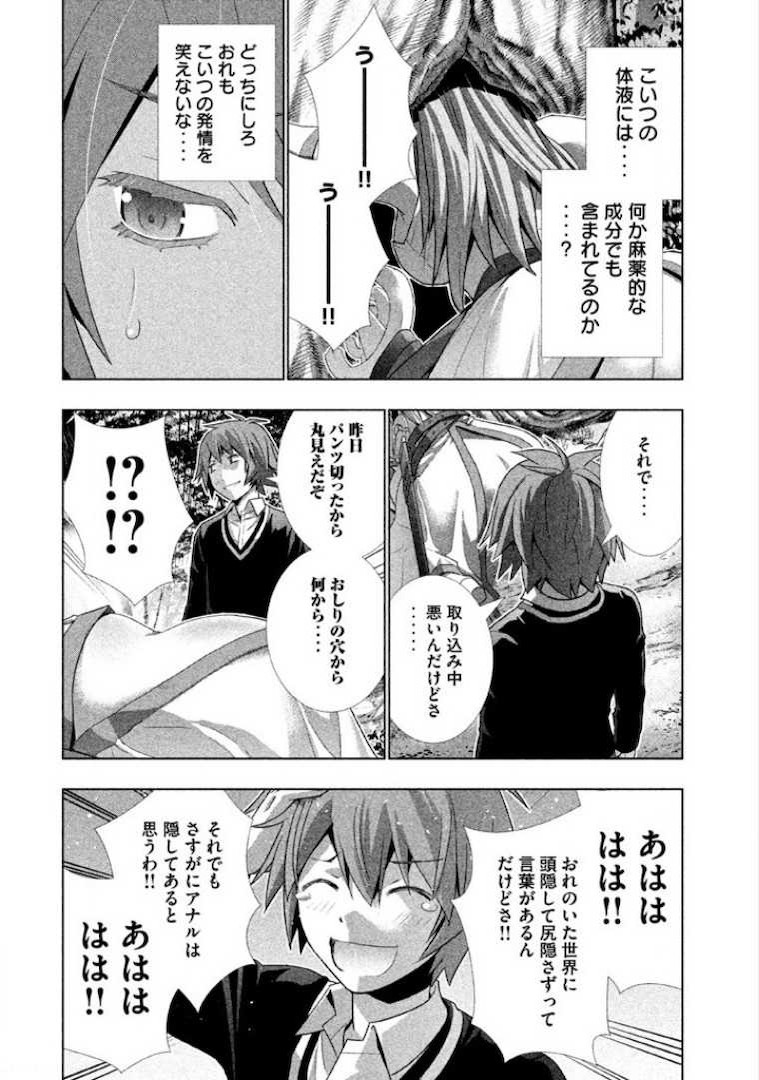 こいつの
体液には・・・・
何か麻薬的な
成分でも
含まれてるのか
・・・・？
う――!!
う――!!
どっちにしろ
おれも
こいつの発情を
笑えないな・・・・
それで・・・・
取り込み中
悪いんだけどさ
・・・・・
昨日
パンツ切ったから
丸見えだぞ
おしりの穴から
何から・・・・
!?
!?
あはは
はは!!
おれのいた世界に
頭隠して尻隠さずって
言葉があるん
だけどさ!!
それでも
さすがにアナルは
隠してあると
思うわ!!
あはは
はは!!